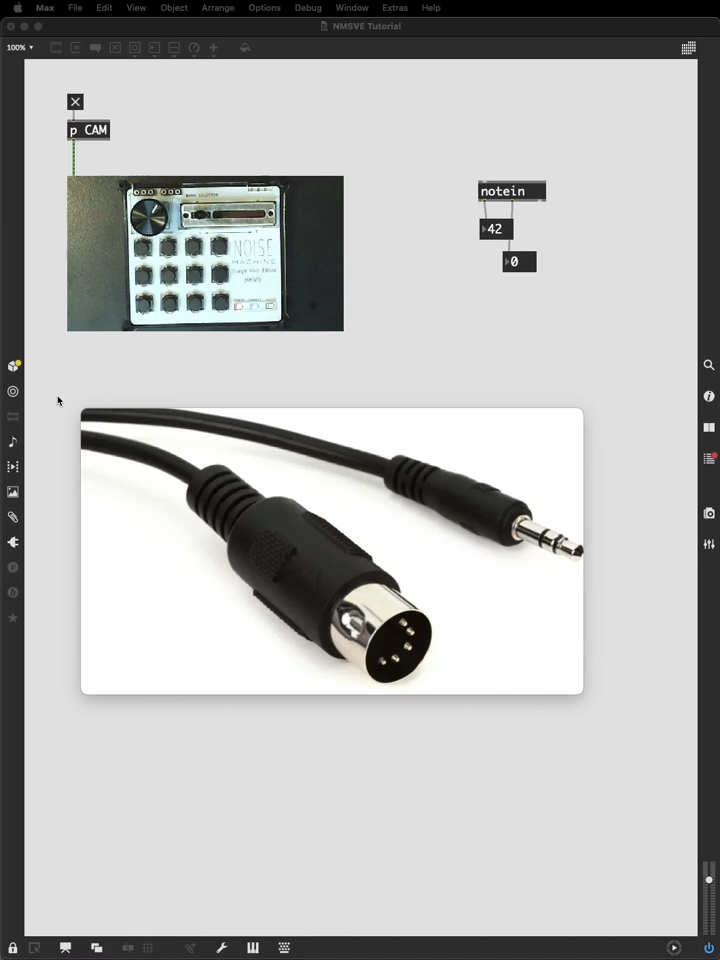 Max File Edit View Object Arrange Options Debug Window Extras Help
NMSVE Tutorial
100%
p CAM
notein
42
0
NOISE
MACHINE